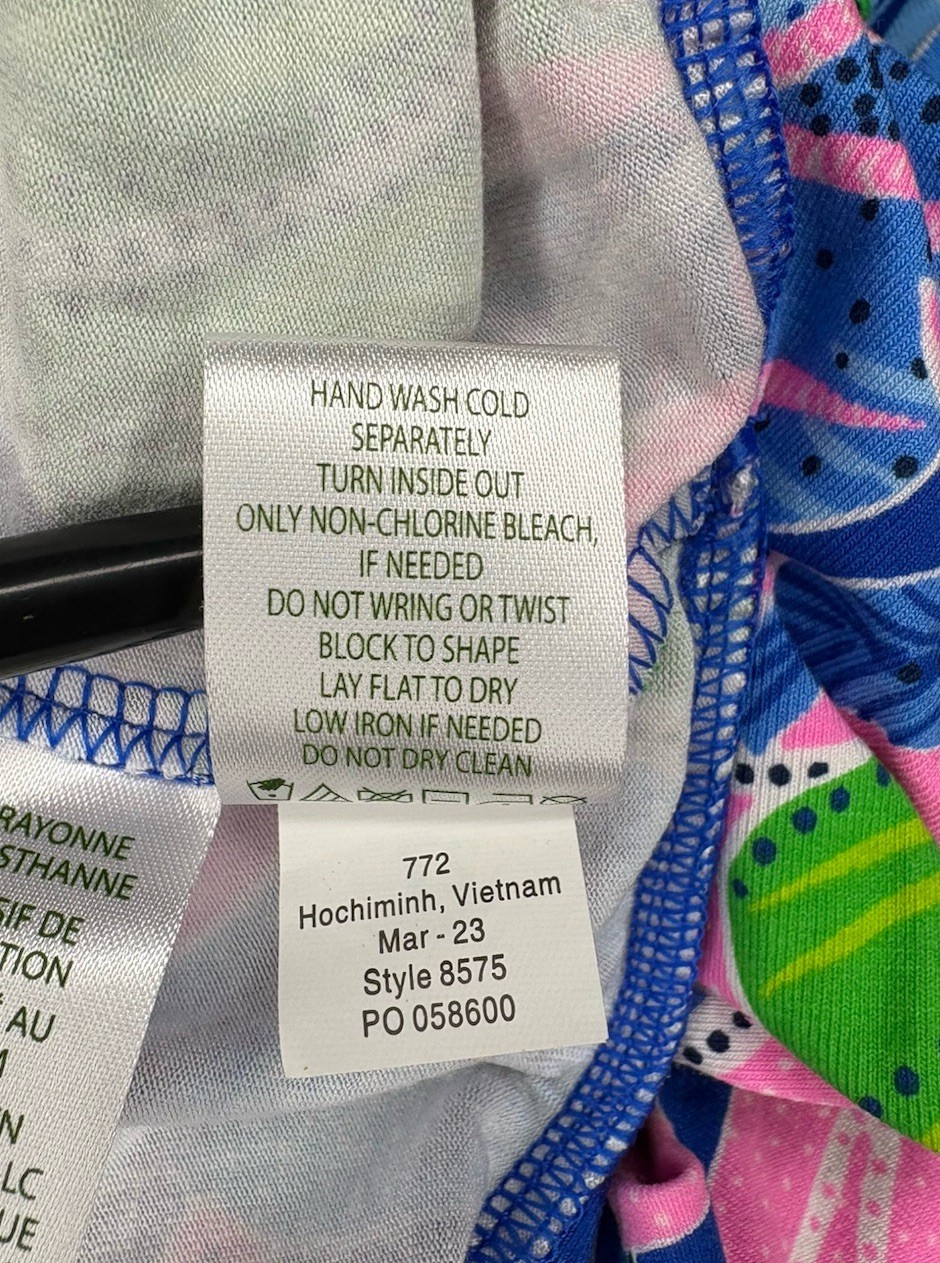 HAND WASH COLD
SEPARATELY
TURN INSIDE OUT
ONLY NON-CHLORINE BLEACH,
IF NEEDED
DO NOT WRING OR TWIST
BLOCK TO SHAPE
LAY FLAT TO DRY
LOW IRON IF NEEDED
DO NOT DRY CLEAN
772
Hochiminh, Vietnam
Mar - 23
Style 8575
PO 058600
RAYONNE
STHANNE
SIF DE
TION
AU
N
LC
UE